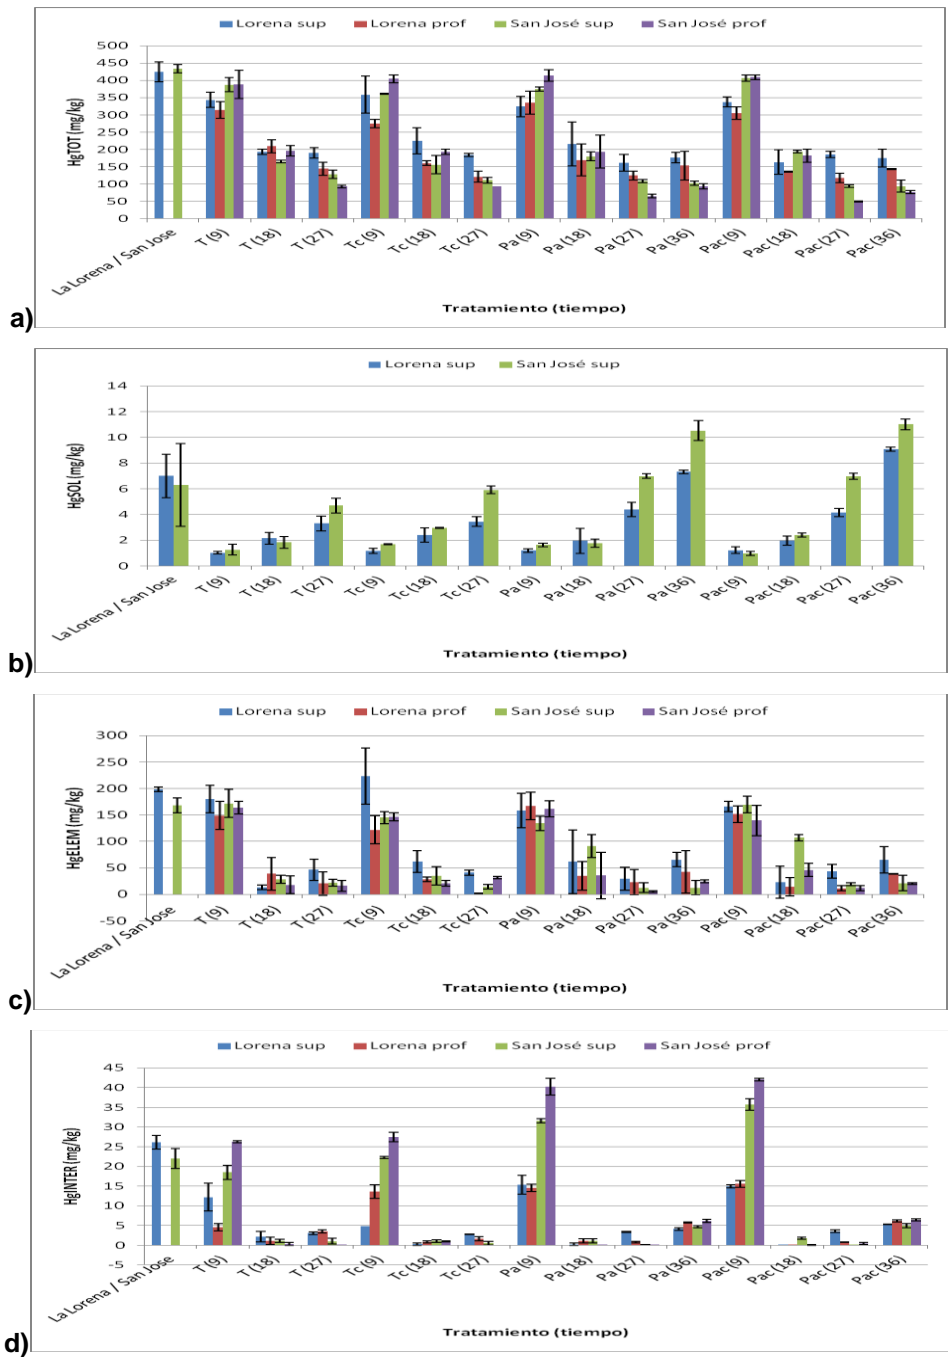 Lorena sup Lorena prof San José sup San José prof
HgTOT (mg/kg)
500
450
400
350
300
250
200
150
100
50
0
La Lorena / San Jose T (9) T (18) T (27) Tc (9) Tc (18) Tc (27) Pa (9) Pa (18) Pa (27) Pa (36) Pac (9) Pac (18) Pac (27) Pac (36)
Tratamiento (tiempo)
a)
Lorena sup San José sup
HgSOL (mg/kg)
14
12
10
8
6
4
2
0
La Lorena / San Jose T (9) T (18) T (27) Tc (9) Tc (18) Tc (27) Pa (9) Pa (18) Pa (27) Pa (36) Pac (9) Pac (18) Pac (27) Pac (36)
Tratamiento (tiempo)
b)
Lorena sup Lorena prof San José sup San José prof
HgELEM (mg/kg)
300
250
200
150
100
50
0
-50
La Lorena / San Jose T (9) T (18) T (27) Tc (9) Tc (18) Tc (27) Pa (9) Pa (18) Pa (27) Pa (36) Pac (9) Pac (18) Pac (27) Pac (36)
Tratamiento (tiempo)
c)
Lorena sup Lorena prof San José sup San José prof
HgINTER (mg/kg)
45
40
35
30
25
20
15
10
5
0
-5
La Lorena / San Jose T (9) T (18) T (27) Tc (9) Tc (18) Tc (27) Pa (9) Pa (18) Pa (27) Pa (36) Pac (9) Pac (18) Pac (27) Pac (36)
Tratamiento (tiempo)
d)